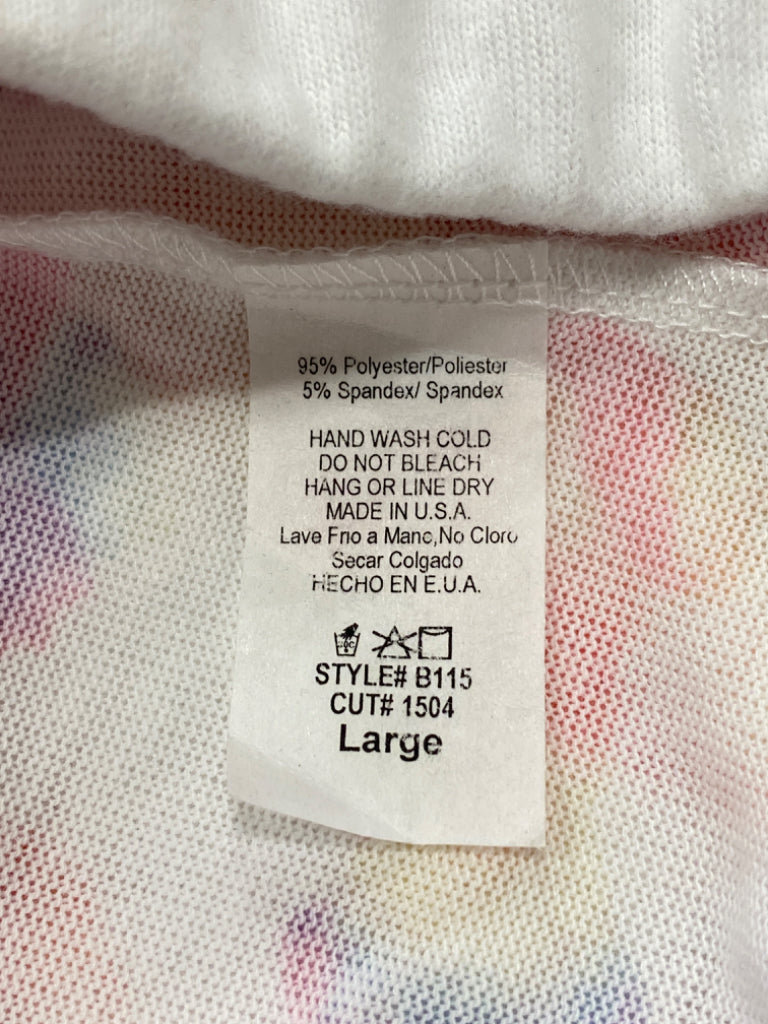 95% Polyester/Poliester
5% Spandex/ Spandex
HAND WASH COLD
DO NOT BLEACH
HANG OR LINE DRY
MADE IN U.S.A.
Lave Frio a Mano,No Cloro
Secar Colgado
HECHO EN E.U.A.
STYLE# B115
CUT# 1504
Large